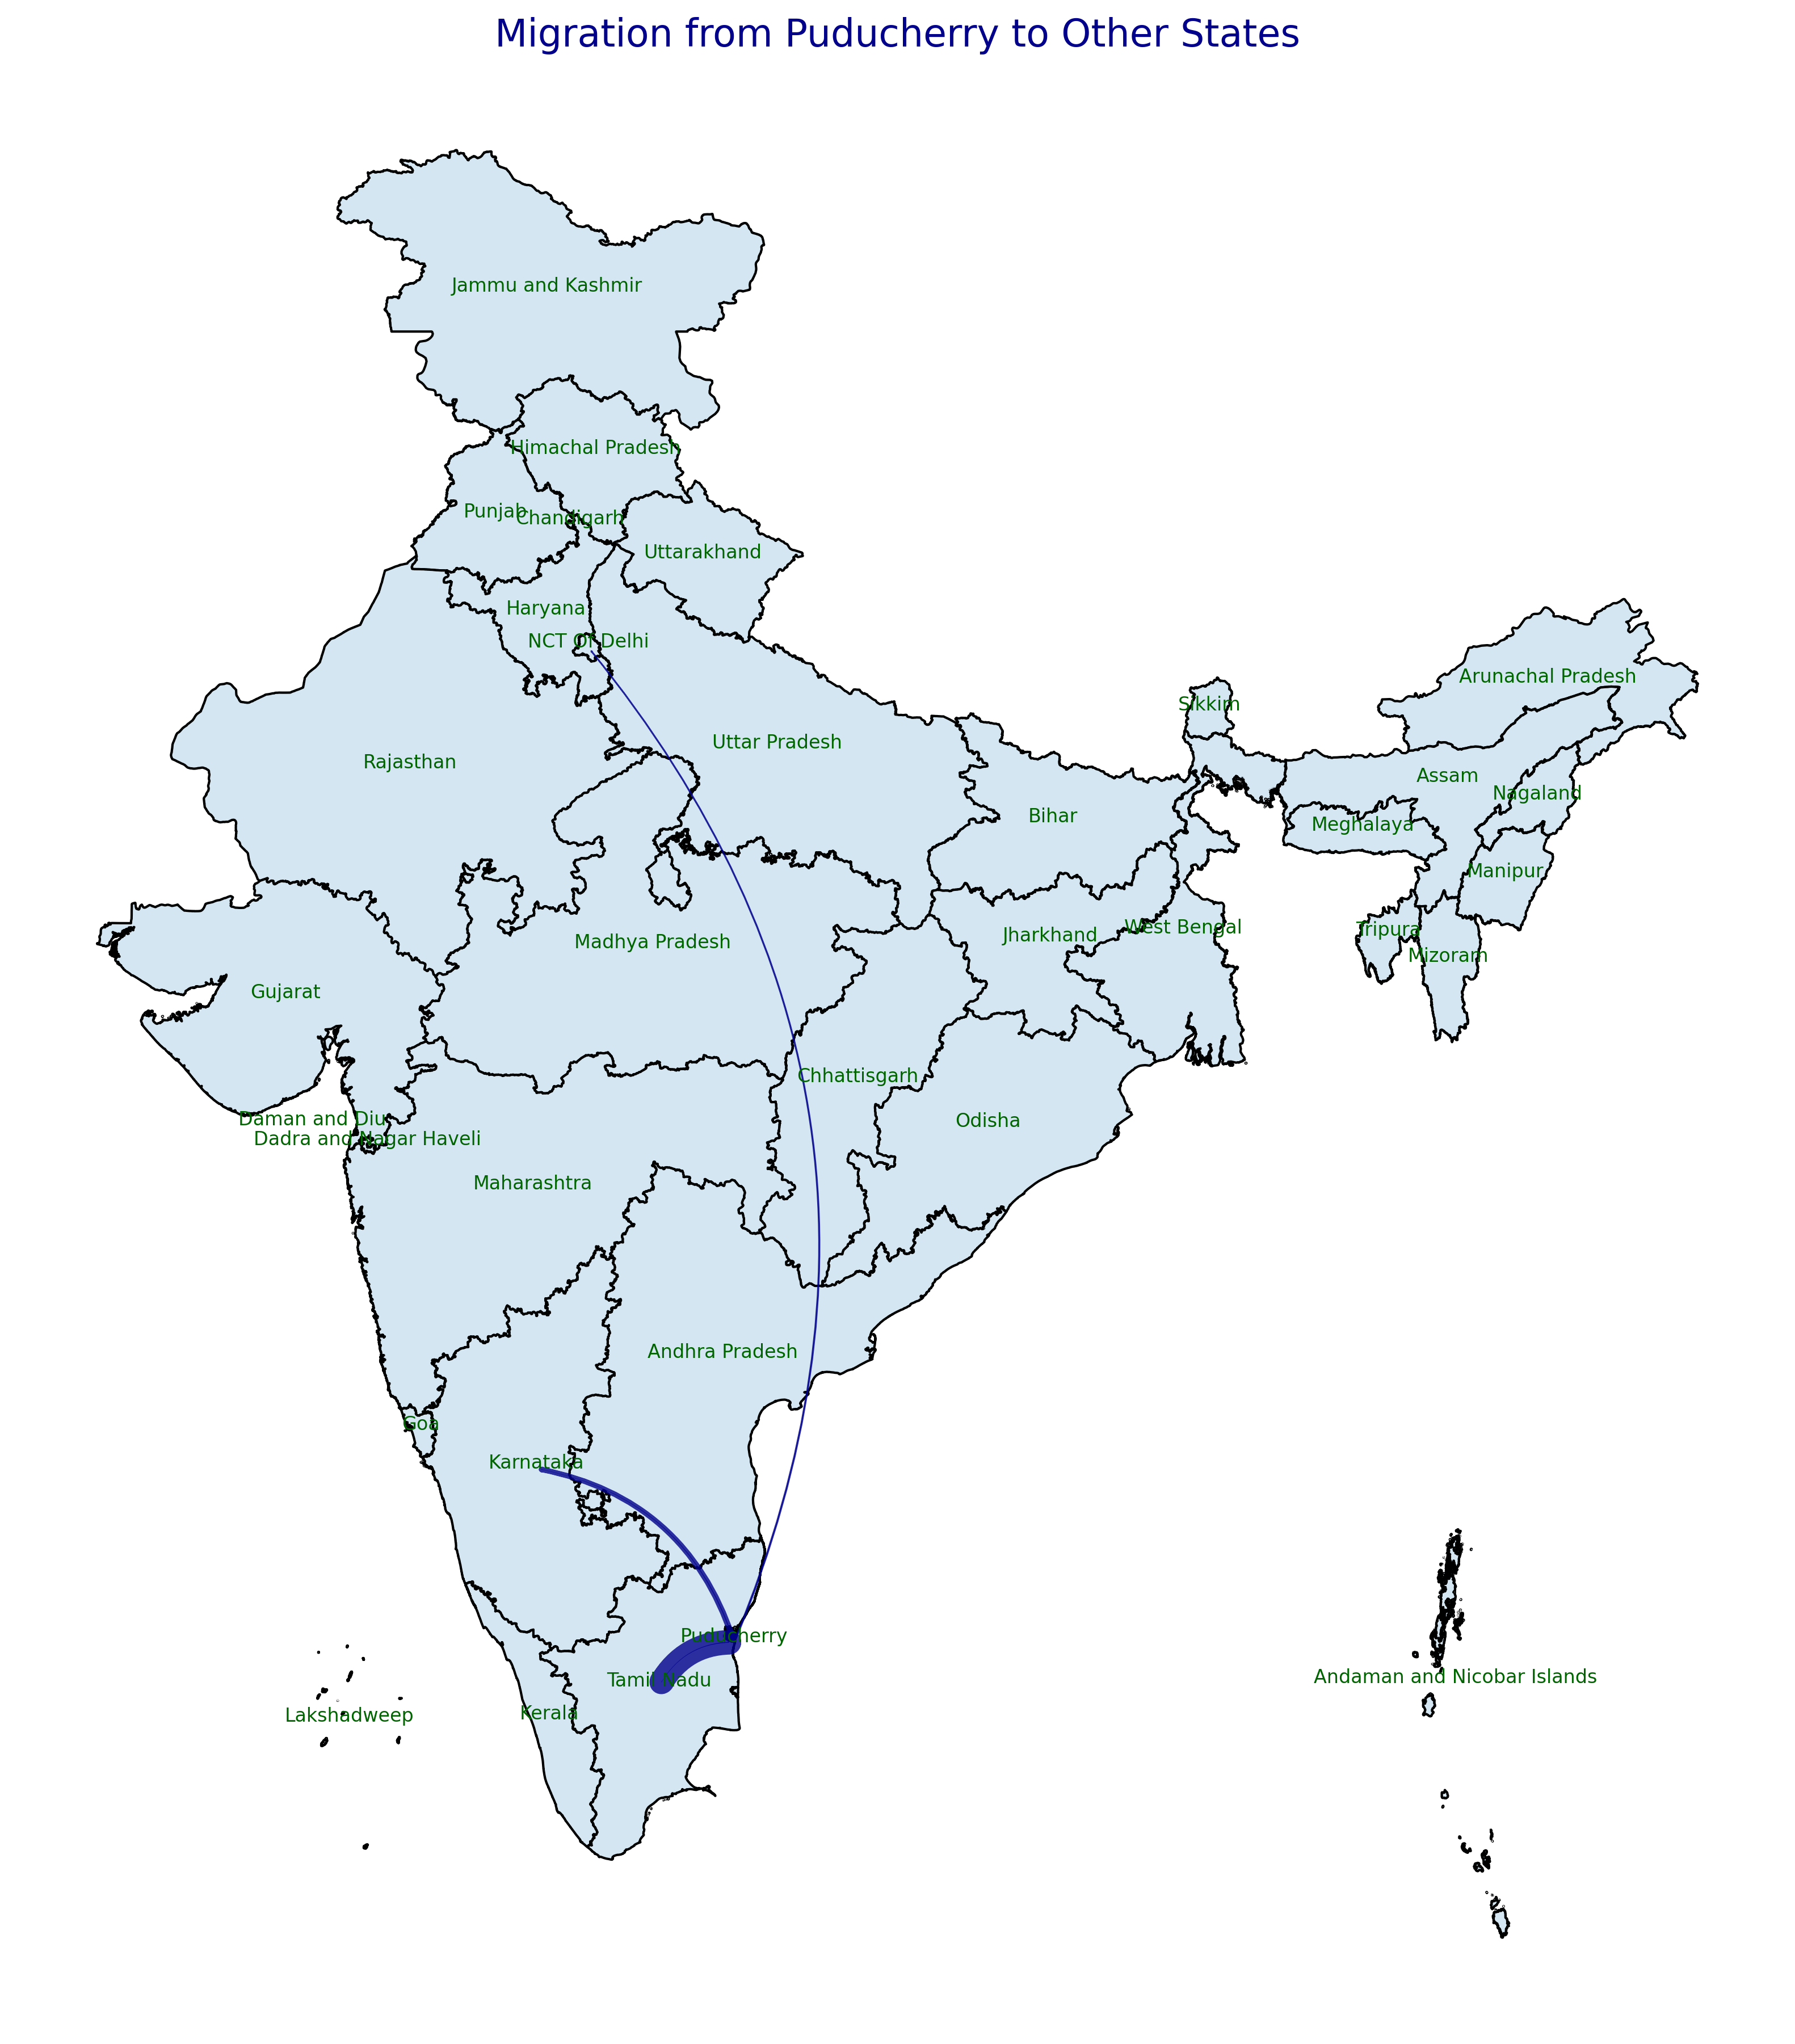 Migration from Puducherry to Other States
Jammu and Kashmir
Himachal Pradesh
Punjab
Chandigarh
Uttarakhand
Haryana
NCT Of Delhi
Arunachal Pradesh
Sikkim
Uttar Pradesh
Rajasthan
Assam
Nagaland
Bihar
Meghalaya
Manipur
West Bengal
Tripura
Jharkhand
Madhya Pradesh
Mizoram
Gujarat
Chhattisgarh
Daman and Diu
Odisha
Dadra and Nagar Haveli
Maharashtra
Andhra Pradesh
Goa
Karnataka
Puducherry
Andaman and Nicobar Islands
Tamil Nadu
Kerala
Lakshadweep